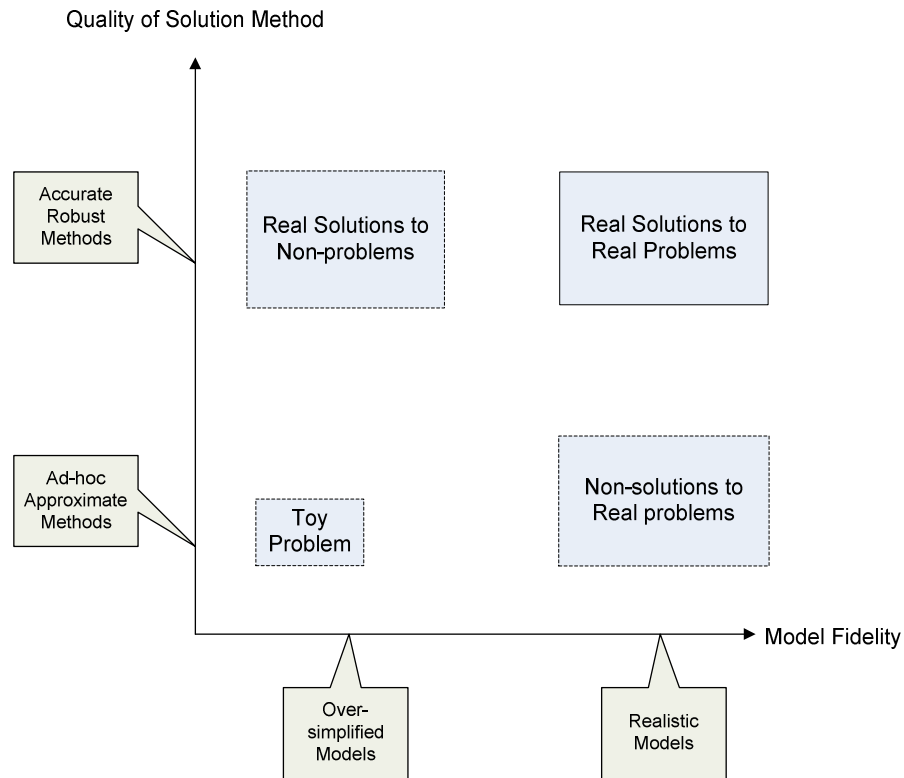 Quality of Solution Method
Accurate
Robust
Methods
Real Solutions to
Non-problems
Real Solutions to
Real Problems
Ad-hoc
Approximate
Methods
Toy
Problem
Non-solutions to
Real problems
Model Fidelity
Over-
simplified
Models
Realistic
Models